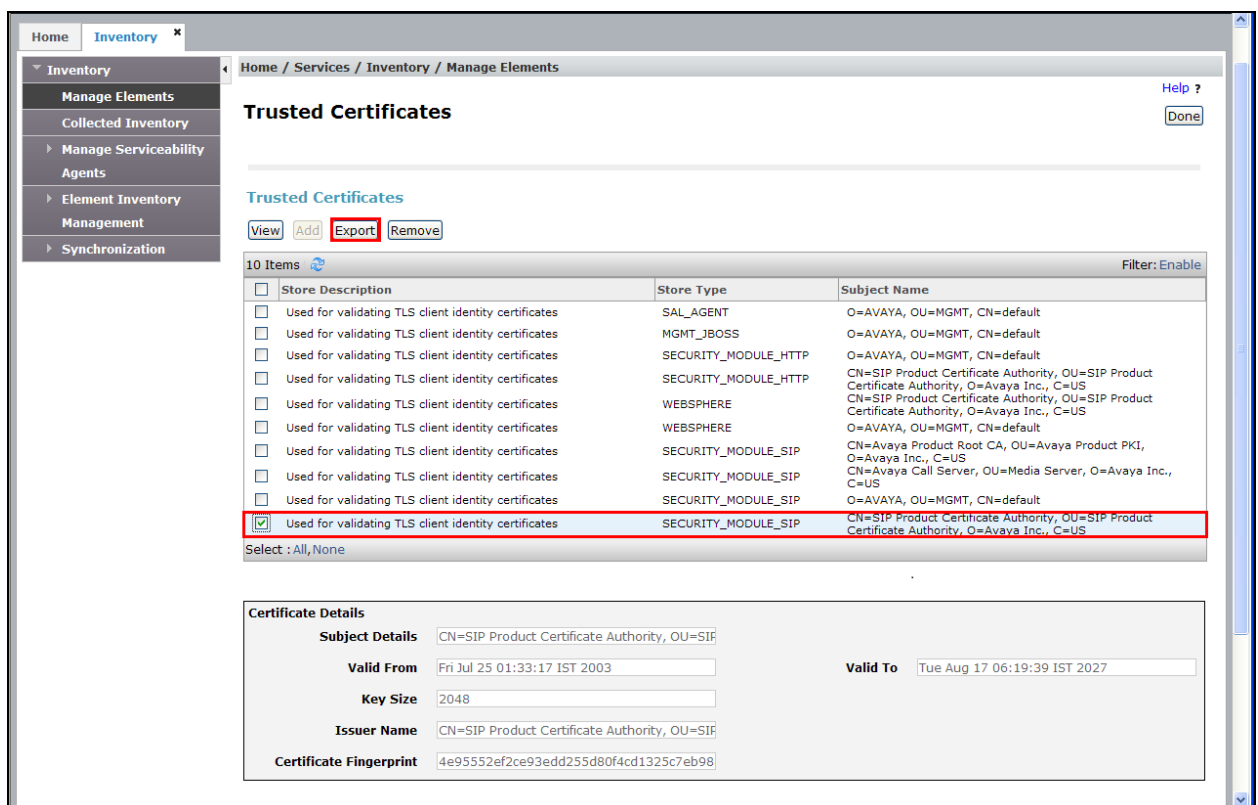 Home
Inventory
Inventory
Manage Elements
Collected Inventory
Manage Serviceability
Agents
Element Inventory
Management
Synchronization
Home / Services / Inventory / Manage Elements
Help ?
Trusted Certificates
Done
Trusted Certificates
View Add Export Remove
10 Items Filter: Enable
Store Description Store Type Subject Name
Used for validating TLS client identity certificates SAL_AGENT O=AVAYA, OU=MGMT, CN=default
Used for validating TLS client identity certificates MGMT_JBOSS O=AVAYA, OU=MGMT, CN=default
Used for validating TLS client identity certificates SECURITY_MODULE_HTTP O=AVAYA, OU=MGMT, CN=default
Used for validating TLS client identity certificates SECURITY_MODULE_HTTP CN=SIP Product Certificate Authority, OU=SIP Product
Certificate Authority, O=Avaya Inc., C=US
Used for validating TLS client identity certificates WEBSPHERE CN=SIP Product Certificate Authority, OU=SIP Product
Certificate Authority, O=Avaya Inc., C=US
Used for validating TLS client identity certificates WEBSPHERE O=AVAYA, OU=MGMT, CN=default
Used for validating TLS client identity certificates SECURITY_MODULE_SIP CN=Avaya Product Root CA, OU=Avaya Product PKI,
O=Avaya Inc., C=US
Used for validating TLS client identity certificates SECURITY_MODULE_SIP CN=Avaya Call Server, OU=Media Server, O=Avaya Inc.,
C=US
Used for validating TLS client identity certificates SECURITY_MODULE_SIP O=AVAYA, OU=MGMT, CN=default
Used for validating TLS client identity certificates SECURITY_MODULE_SIP CN=SIP Product Certificate Authority, OU=SIP Product
Certificate Authority, O=Avaya Inc., C=US
Select : All, None
Certificate Details
Subject Details CN=SIP Product Certificate Authority, OU=SIP
Valid From Fri Jul 25 01:33:17 IST 2003 Valid To Tue Aug 17 06:19:39 IST 2027
Key Size 2048
Issuer Name CN=SIP Product Certificate Authority, OU=SIP
Certificate Fingerprint 4e95552ef2ce93edd255d80f4cd1325c7eb98